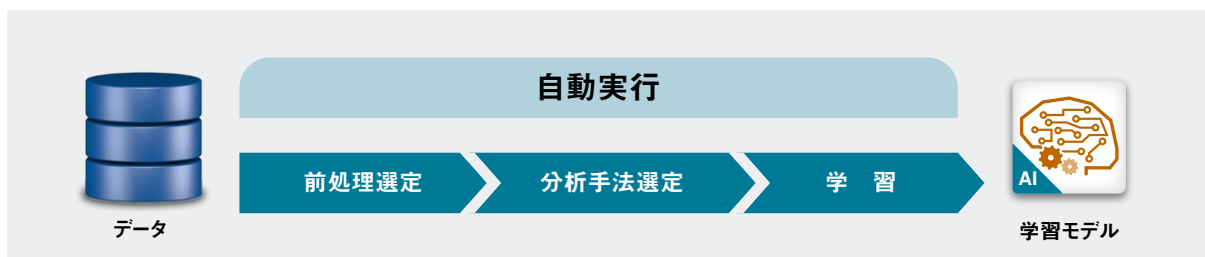 自動実行
前処理選定
分析手法選定
学　習
AI
データ
学習モデル